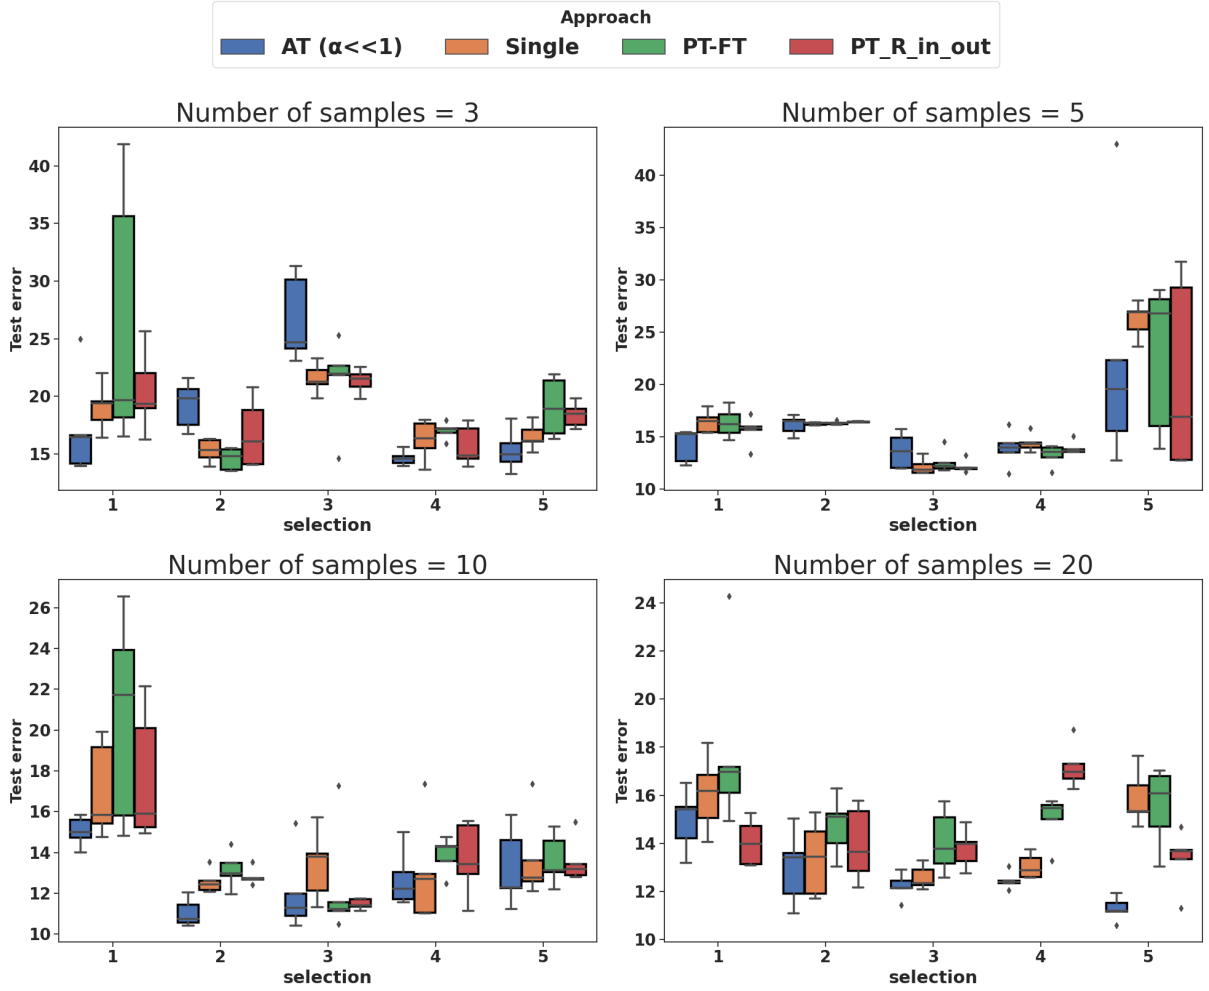 Approach
AT (α<<1) Single PT-FT PT_R_in_out
Number of samples = 3
40
35
30
25
20
15
Test error
1 2 3 4 5
selection
Number of samples = 5
40
35
30
25
20
15
10
Test error
1 2 3 4 5
selection
Number of samples = 10
26
24
22
20
18
16
14
12
10
Test error
1 2 3 4 5
selection
Number of samples = 20
24
22
20
18
16
14
12
10
Test error
1 2 3 4 5
selection